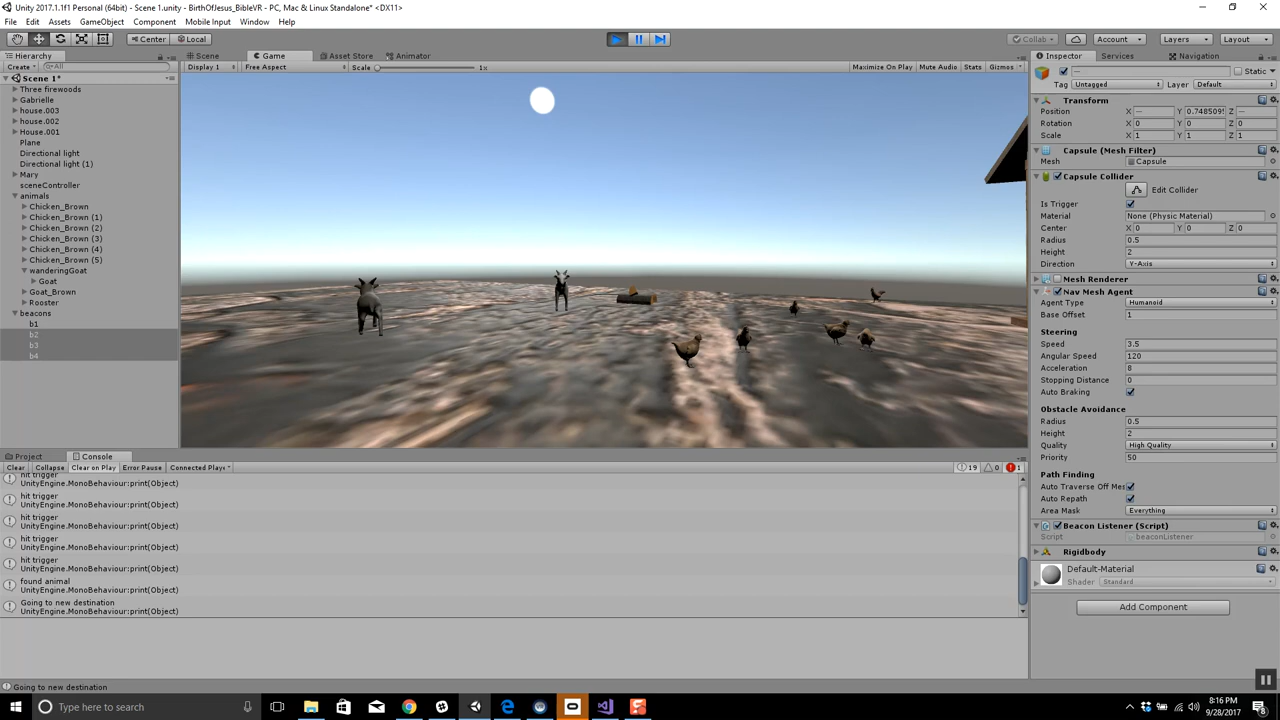 Unity 2017.1.1f1 Personal (64bit) - Scene 1.unity - BirthOfJesus_BibleVR - PC, Mac & Linux Standalone* <DX11>
File Edit Assets GameObject Component Mobile Input Window Help
Center Local Collab Account Layers Layout
Hierarchy Scene Game Asset Store Animator Inspector Services Navigation
Create All Display 1 Free Aspect Scale 1x Maximize On Play Mute Audio Stats Gizmos
Scene 1*
Three firewoods
Gabrielle
house.003
house.002
House.001
Plane
Directional light
Directional light (1)
Mary
sceneController
animals
Chicken_Brown
Chicken_Brown (1)
Chicken_Brown (2)
Chicken_Brown (3)
Chicken_Brown (4)
Chicken_Brown (5)
wanderingGoat
Goat
Goat_Brown
Rooster
beacons
b1
b2
b3
b4
— Static
Tag Untagged Layer Default
Transform
Position X — Y 0.7485095 Z —
Rotation X 0 Y 0 Z 0
Scale X 1 Y 1 Z 1
Capsule (Mesh Filter)
Mesh Capsule
Capsule Collider
Edit Collider
Is Trigger
Material None (Physic Material)
Center X 0 Y 0 Z 0
Radius 0.5
Height 2
Direction Y-Axis
Mesh Renderer
Nav Mesh Agent
Agent Type Humanoid
Base Offset 1
Steering
Speed 3.5
Angular Speed 120
Acceleration 8
Stopping Distance 0
Auto Braking
Obstacle Avoidance
Radius 0.5
Height 2
Quality High Quality
Priority 50
Path Finding
Auto Traverse Off Mes
Auto Repath
Area Mask Everything
Beacon Listener (Script)
Script beaconListener
Rigidbody
Default-Material
Shader Standard
Add Component
Project Console
Clear Collapse Clear on Play Error Pause Connected Playe 19 0 1
hit trigger
UnityEngine.MonoBehaviour:print(Object)
hit trigger
UnityEngine.MonoBehaviour:print(Object)
hit trigger
UnityEngine.MonoBehaviour:print(Object)
hit trigger
UnityEngine.MonoBehaviour:print(Object)
hit trigger
UnityEngine.MonoBehaviour:print(Object)
found animal
UnityEngine.MonoBehaviour:print(Object)
Going to new destination
UnityEngine.MonoBehaviour:print(Object)
Going to new destination
Type here to search
8:16 PM
9/28/2017